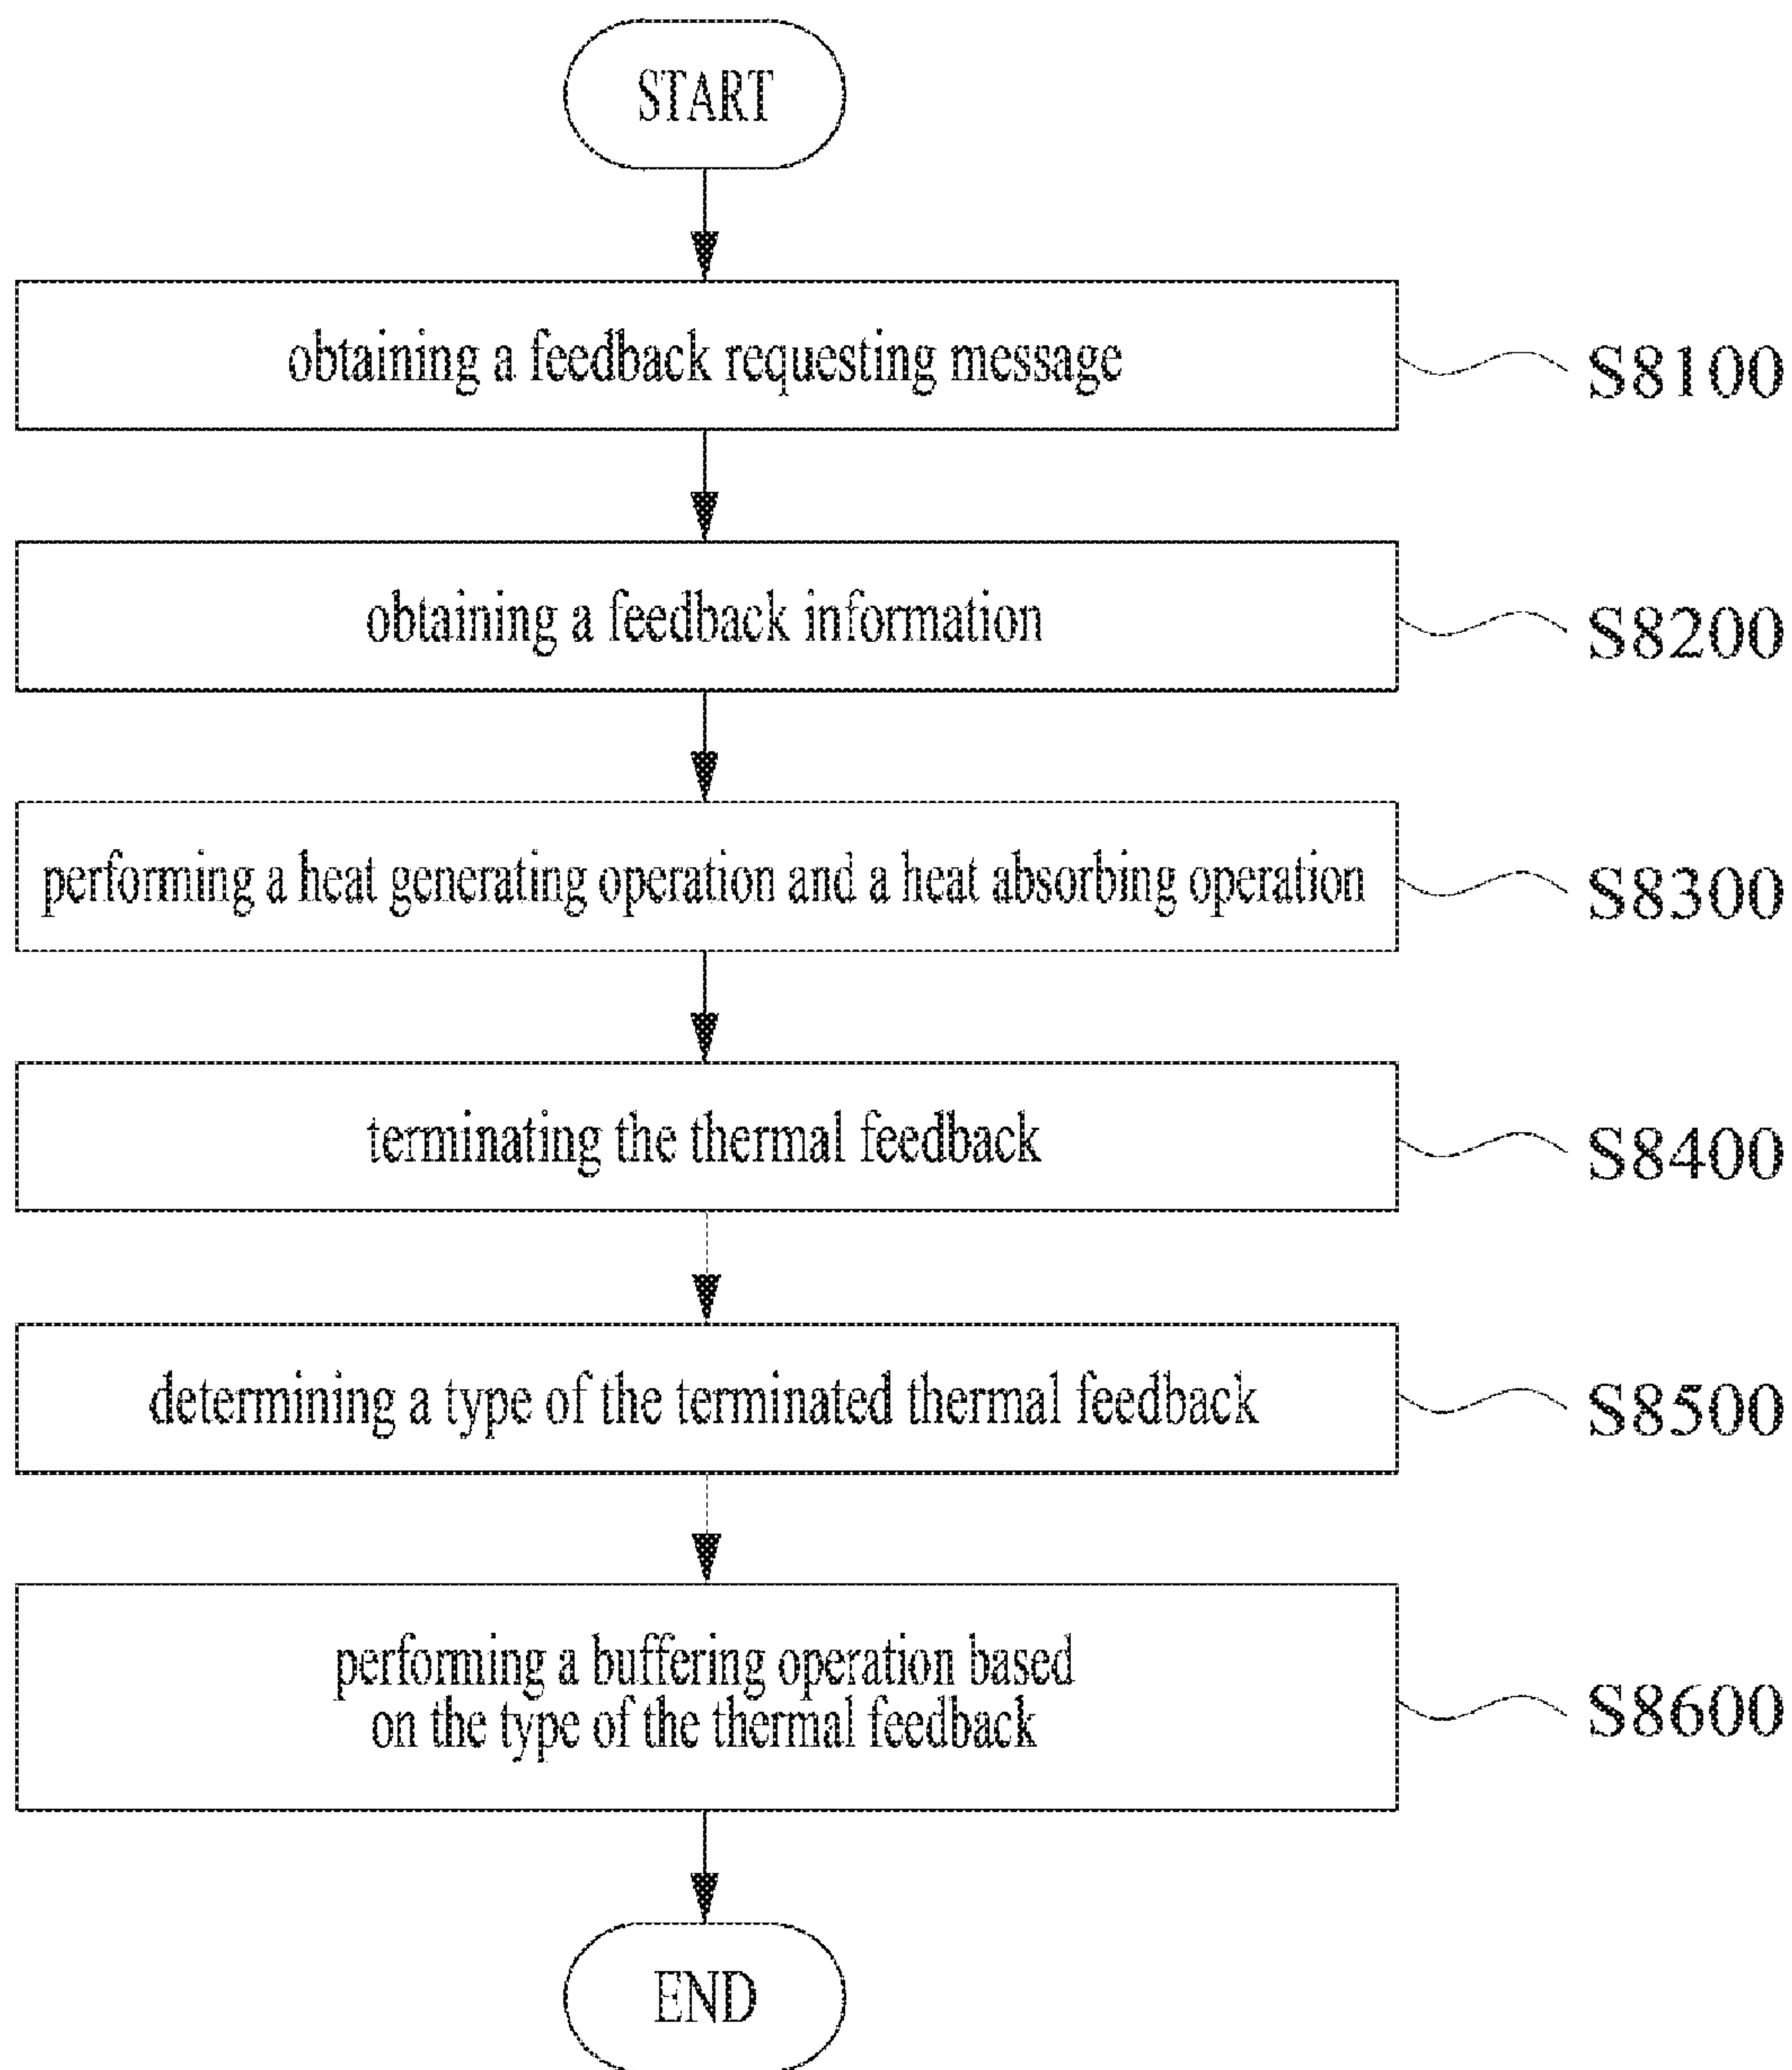 START
obtaining a feedback requesting message
S8100
obtaining a feedback information
S8200
performing a heat generating operation and a heat absorbing operation
S8300
terminating the thermal feedback
S8400
determining a type of the terminated thermal feedback
S8500
performing a buffering operation based
on the type of the thermal feedback
S8600
END